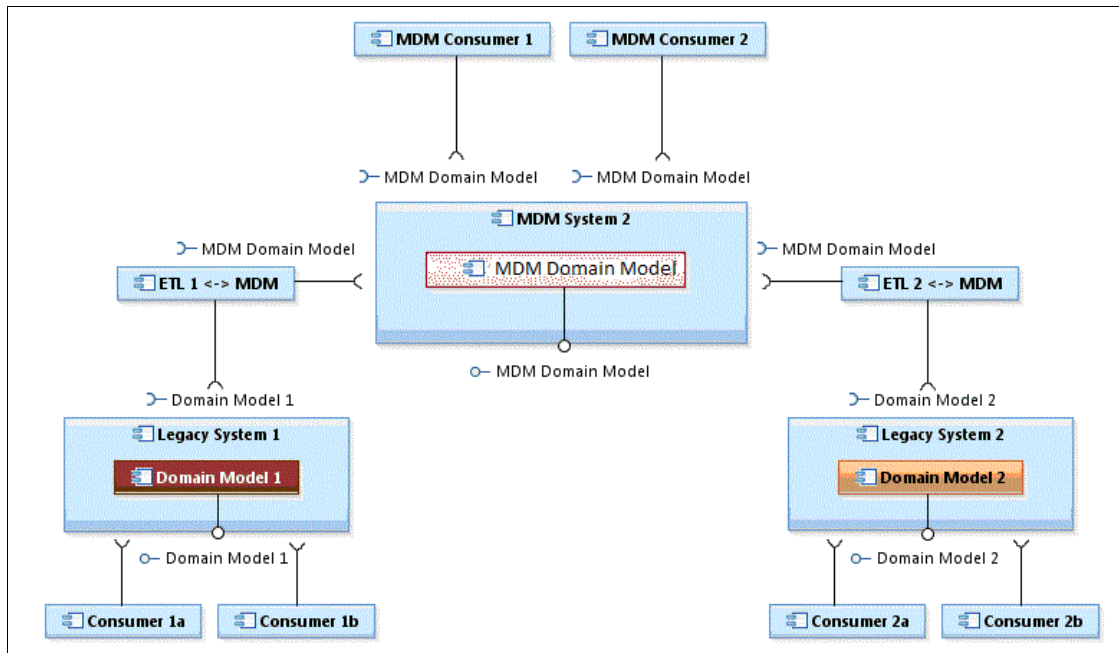 MDM Consumer 1
MDM Consumer 2
MDM Domain Model
MDM Domain Model
MDM System 2
MDM Domain Model
MDM Domain Model
MDM Domain Model
ETL 1 <-> MDM
ETL 2 <-> MDM
MDM Domain Model
Domain Model 1
Domain Model 2
Legacy System 1
Legacy System 2
Domain Model 1
Domain Model 2
Domain Model 1
Domain Model 2
Consumer 1a
Consumer 1b
Consumer 2a
Consumer 2b